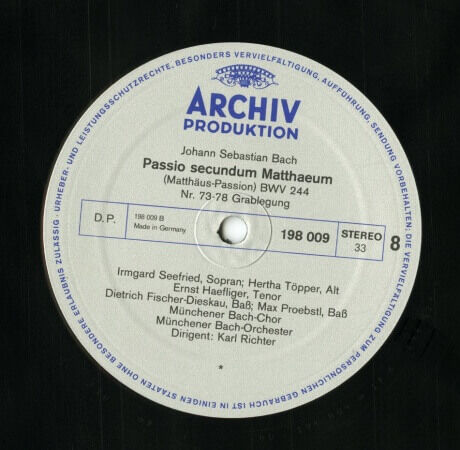 URHEBER- UND LEISTUNGSSCHUTZRECHTE, BESONDERS VERVIELFÄLTIGUNG, AUFFÜHRUNG, SENDUNG VORBEHALTEN; DIE VERVIELFÄLTIGUNG ZUM PERSÖNLICHEN GEBRAUCH IST IN EINIGEN STAATEN OHNE BESONDERE ERLAUBNIS ZULÄSSIG ·
ARCHIV
PRODUKTION
Johann Sebastian Bach
Passio secundum Matthaeum
(Matthäus-Passion) BWV 244
Nr. 73-78 Grablegung
D. P.
198 009 B
Made in Germany
198 009
STEREO
33
8
Irmgard Seefried, Sopran; Hertha Töpper, Alt
Ernst Haefliger, Tenor
Dietrich Fischer-Dieskau, Baß; Max Proebstl, Baß
Münchener Bach-Chor
Münchener Bach-Orchester
Dirigent: Karl Richter
*